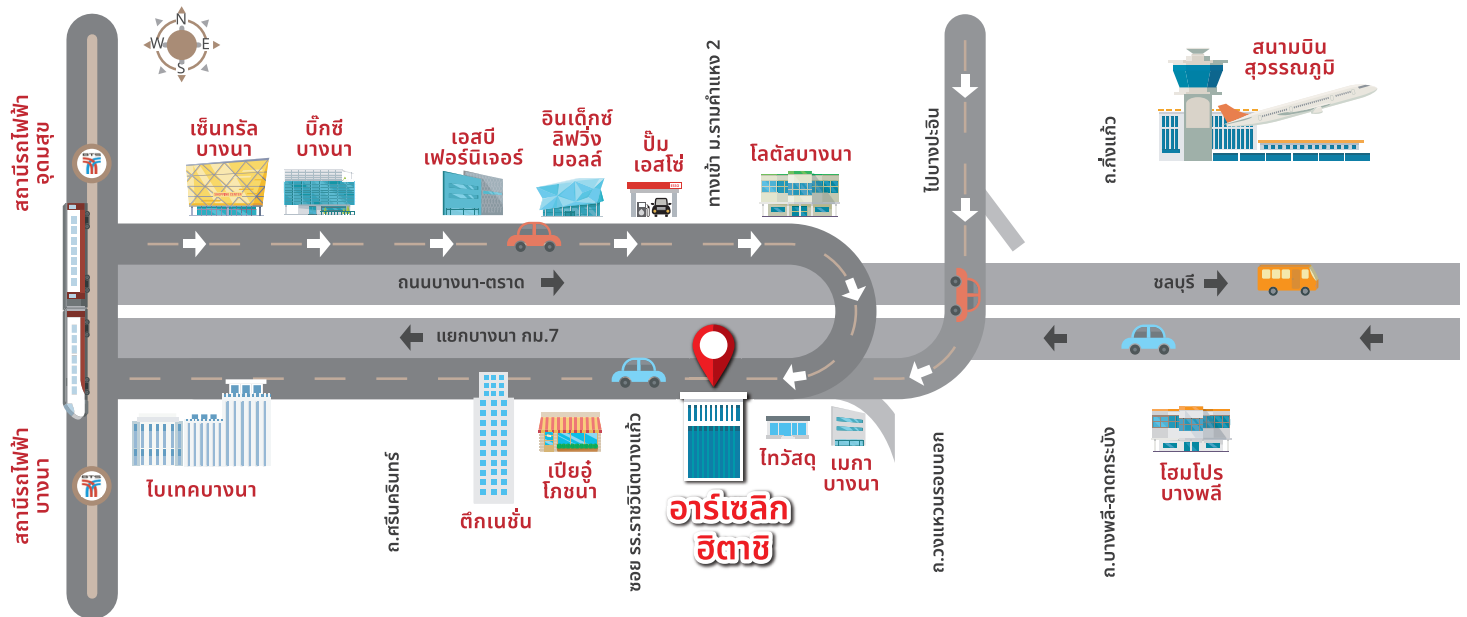 N
W
E
S
สถานีรถไฟฟ้า
อุดมสุข
เซ็นทรัล
บางนา
บิ๊กซี
บางนา
เอสบี
เฟอร์นิเจอร์
อินเด็กซ์
ลิฟวิ่ง
มอลล์
ปั๊ม
เอสโซ่
ทางเข้า ม.รามคำแหง 2
โลตัสบางนา
ไปบางปะอิน
ถ.กิ่งแก้ว
สนามบิน
สุวรรณภูมิ
BTS
ถนนบางนา-ตราด
ชลบุรี
แยกบางนา กม.7
สถานีรถไฟฟ้า
บางนา
BTS
ไบเทคบางนา
ถ.ศรีนครินทร์
ตึกเนชั่น
เปียอู๋
โภชนา
ซอย รร.ราชวินิตบางแก้ว
อาร์เซลิก
ฮิตาชิ
ไทวัสดุ
เมกา
บางนา
ถ.วงแหวนรอบนอก
ถ.บางพลี-ลาดกระบัง
โฮมโปร
บางพลี